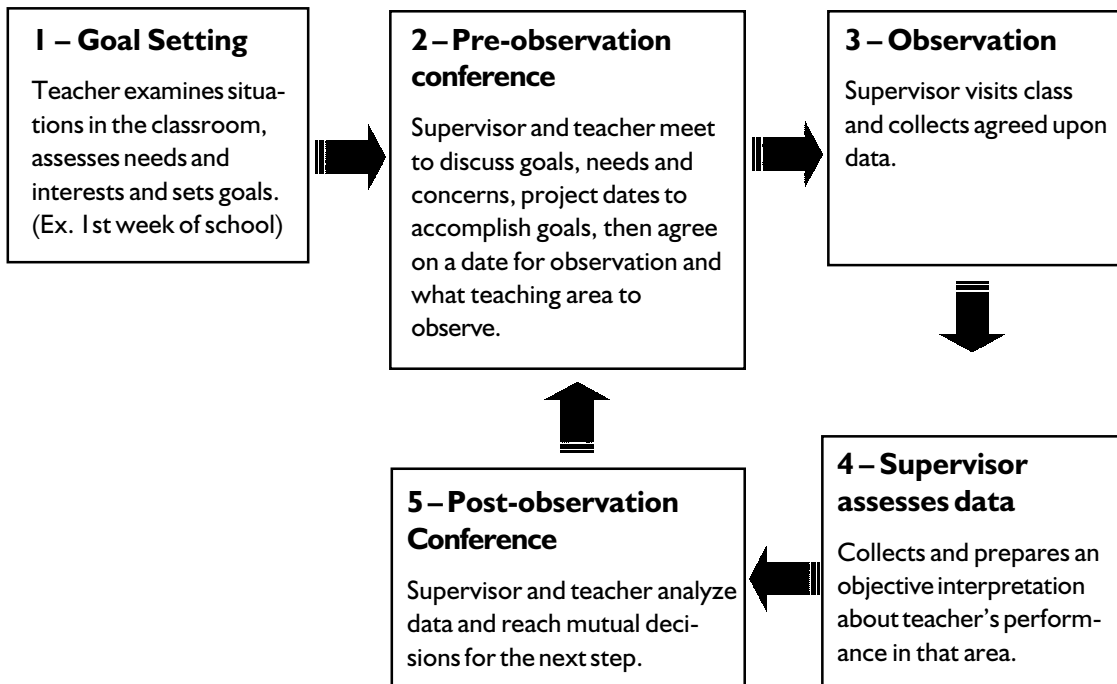 1 – Goal Setting
Teacher examines situa-
tions in the classroom,
assesses needs and
interests and sets goals.
(Ex. 1st week of school)
2 – Pre-observation
conference
Supervisor and teacher meet
to discuss goals, needs and
concerns, project dates to
accomplish goals, then agree
on a date for observation and
what teaching area to
observe.
3 – Observation
Supervisor visits class
and collects agreed upon
data.
4 – Supervisor
assesses data
Collects and prepares an
objective interpretation
about teacher's perform-
ance in that area.
5 – Post-observation
Conference
Supervisor and teacher analyze
data and reach mutual deci-
sions for the next step.